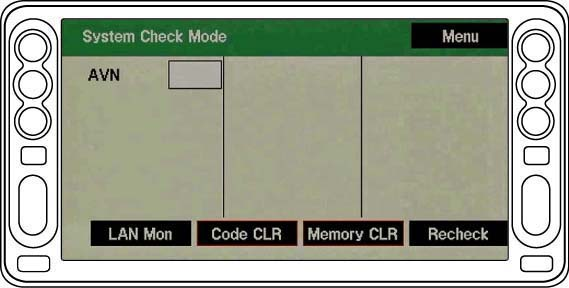 System Check Mode Menu
AVN
LAN Mon Code CLR Memory CLR Recheck